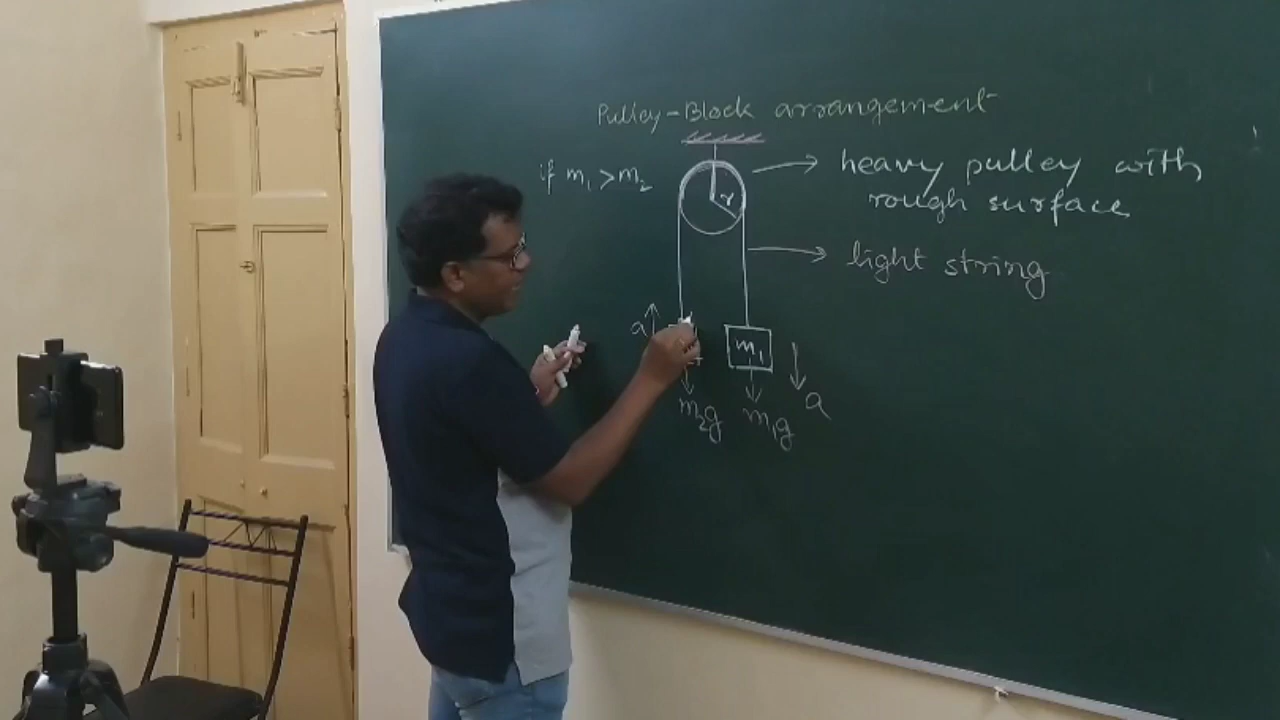 Pulley-Block arrangement
if m₁>m₂
r
heavy pulley with
rough surface
light string
a
m₁
a
m₂g
m₁g